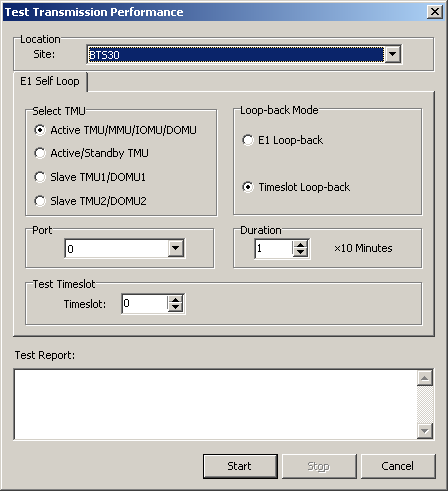 Test Transmission Performance
Location
Site: BTS30
E1 Self Loop
Select TMU
Active TMU/MMU/IOMU/DOMU
Active/Standby TMU
Slave TMU1/DOMU1
Slave TMU2/DOMU2
Loop-back Mode
E1 Loop-back
Timeslot Loop-back
Port
0
Duration
1 ×10 Minutes
Test Timeslot
Timeslot: 0
Test Report:
Start Stop Cancel